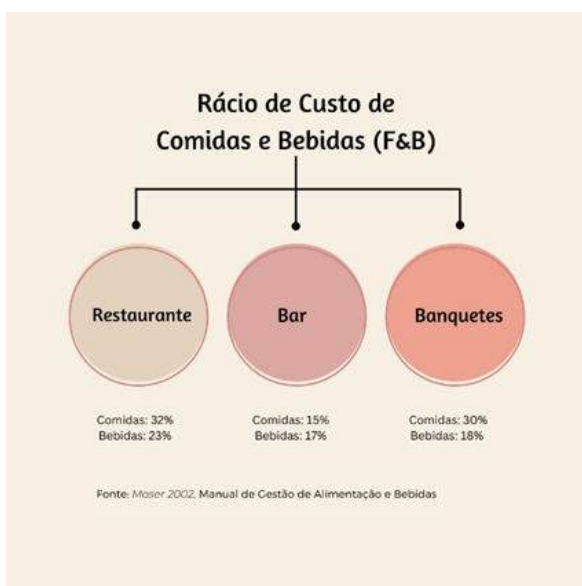 Rácio de Custo de
Comidas e Bebidas (F&B)
Restaurante
Bar
Banquetes
Comidas: 32%
Bebidas: 23%
Comidas: 15%
Bebidas: 17%
Comidas: 30%
Bebidas: 18%
Fonte: Moser 2002, Manual de Gestão de Alimentação e Bebidas